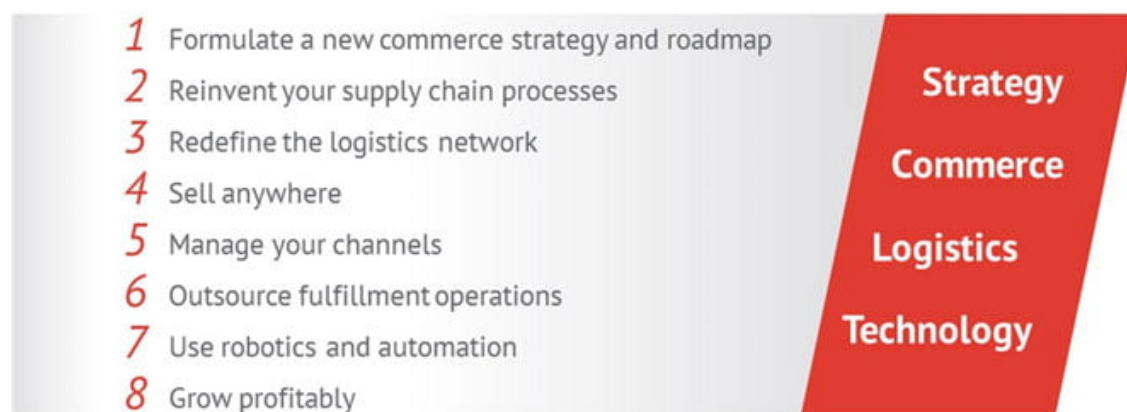 1 Formulate a new commerce strategy and roadmap
2 Reinvent your supply chain processes
3 Redefine the logistics network
4 Sell anywhere
5 Manage your channels
6 Outsource fulfillment operations
7 Use robotics and automation
8 Grow profitably
Strategy
Commerce
Logistics
Technology